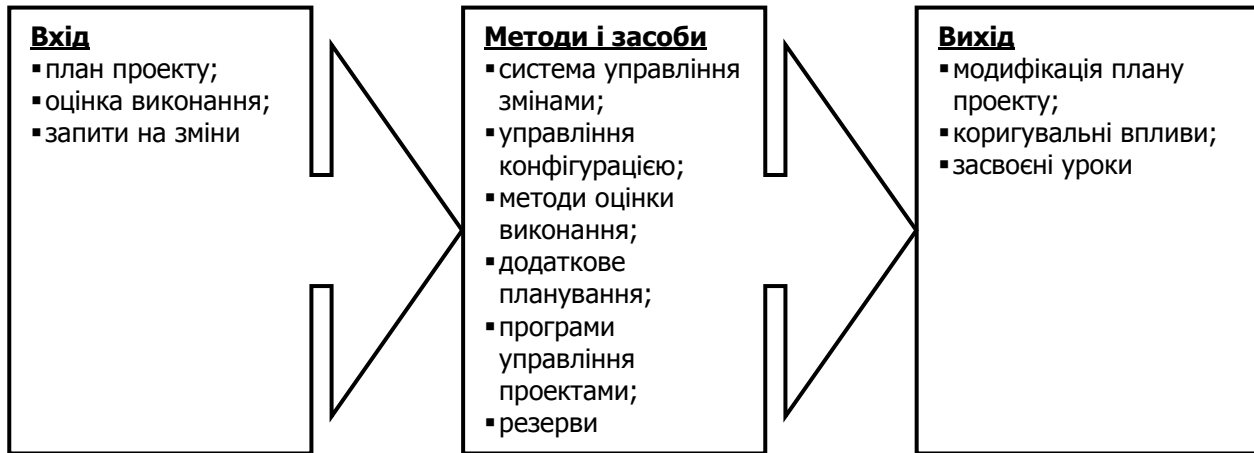 Вхід
▪план проекту;
▪оцінка виконання;
▪запити на зміни
Методи і засоби
▪система управління
змінами;
▪управління
конфігурацією;
▪методи оцінки
виконання;
▪додаткове
планування;
▪програми
управління
проектами;
▪резерви
Вихід
▪модифікація плану
проекту;
▪коригувальні впливи;
▪засвоєні уроки